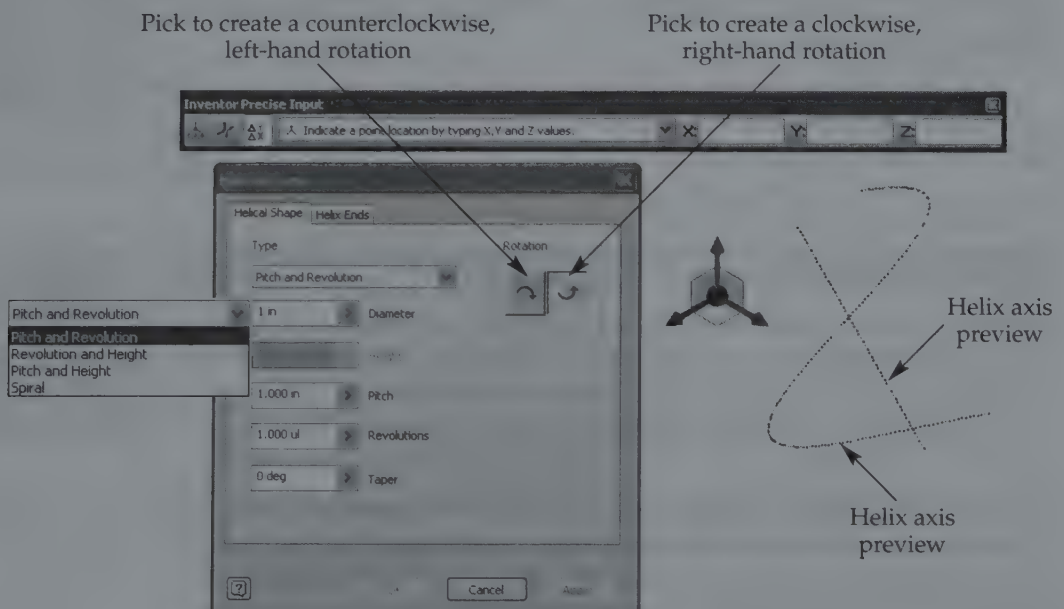 Pick to create a counterclockwise,
left-hand rotation
Pick to create a clockwise,
right-hand rotation
Inventor Precise Input
Indicate a point location by typing X,Y and Z values.
X:
Y:
Z:
Helical Shape
Helix Ends
Type
Rotation
Pitch and Revolution
Pitch and Revolution
Pitch and Revolution
Revolution and Height
Pitch and Height
Spiral
1 in
Diameter
1.000 in
Pitch
1.000 ul
Revolutions
0 deg
Taper
Helix axis
preview
Helix axis
preview
?
Cancel